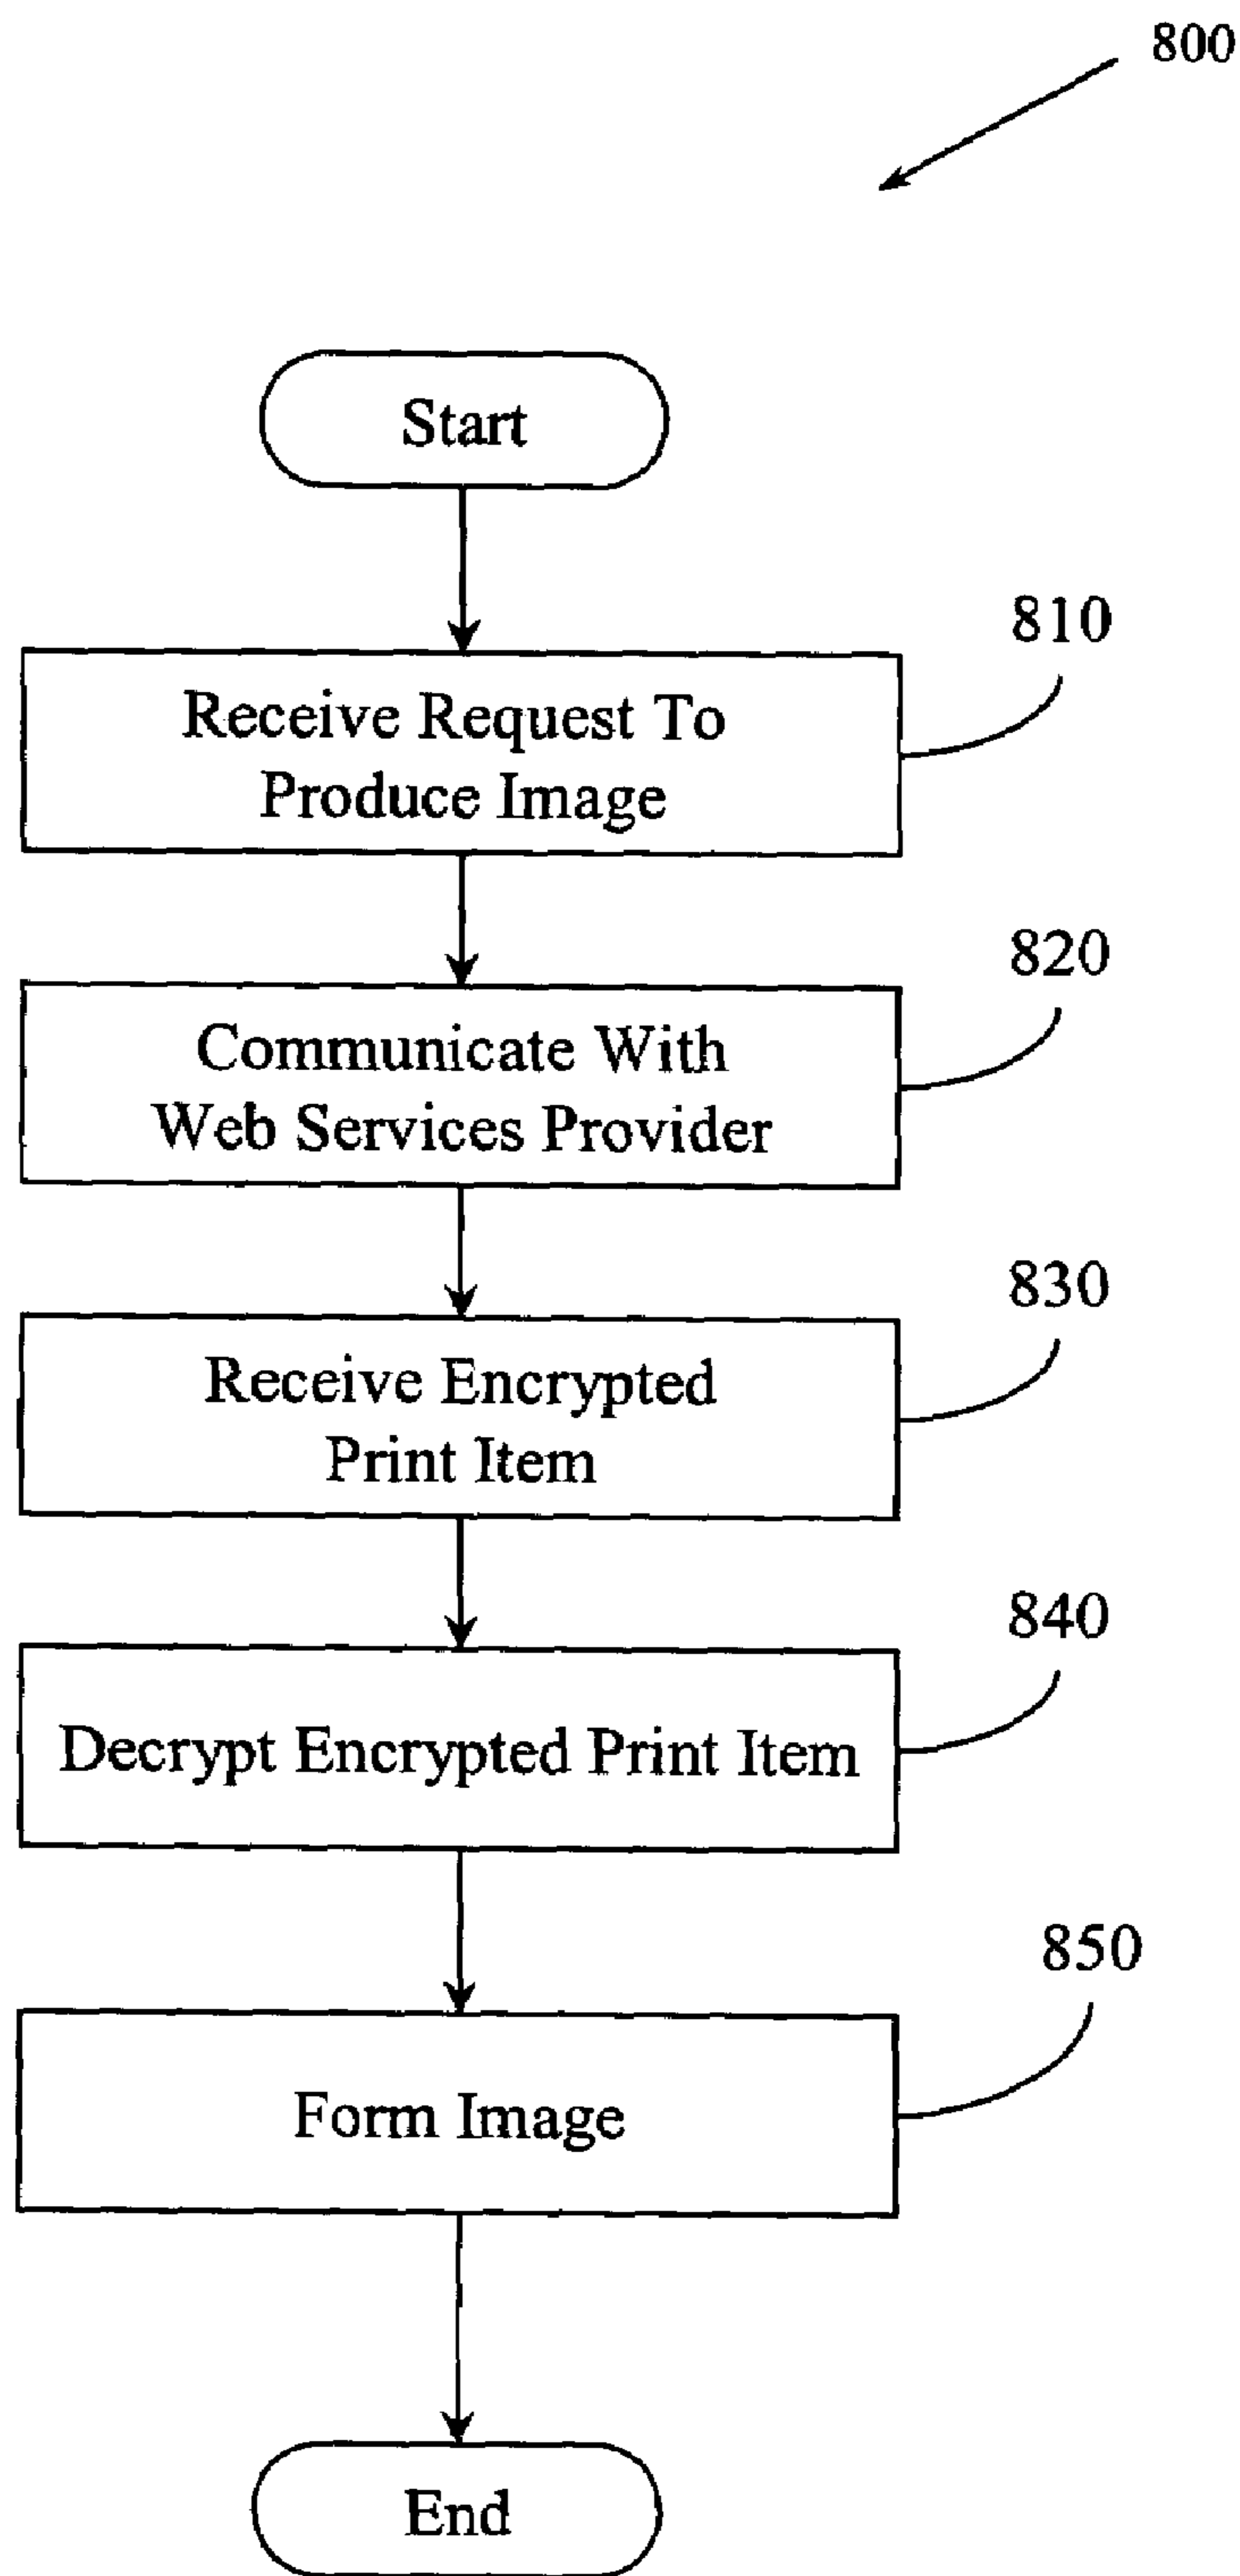 800
Start
810
Receive Request To
Produce Image
820
Communicate With
Web Services Provider
830
Receive Encrypted
Print Item
840
Decrypt Encrypted Print Item
850
Form Image
End